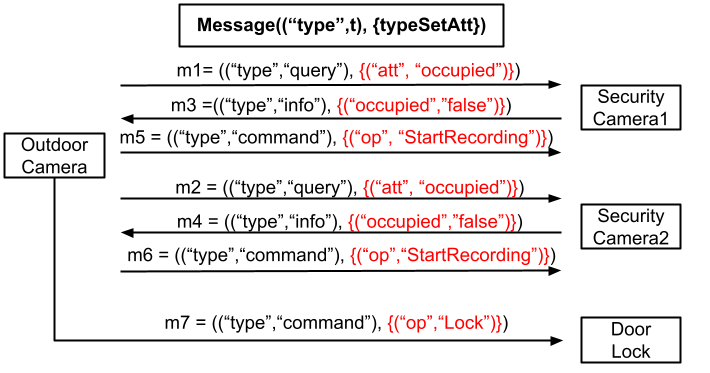 Message((“type”,t), {typeSetAtt})
m1= ((“type”,“query”), {(“att”, “occupied”)})
m3 =((“type”,“info”), {(“occupied”,”false”)})
Security
Camera1
Outdoor
Camera
m5 = ((“type”,“command”), {(“op”, “StartRecording”)})
m2 = ((“type”,“query”), {(“att”, “occupied”)})
m4 = ((“type”,“info”), {(“occupied”,”false”)})
Security
Camera2
m6 = ((“type”,“command”), {(“op”,“StartRecording”)})
m7 = ((“type”,“command”), {(“op”,“Lock”)})
Door
Lock